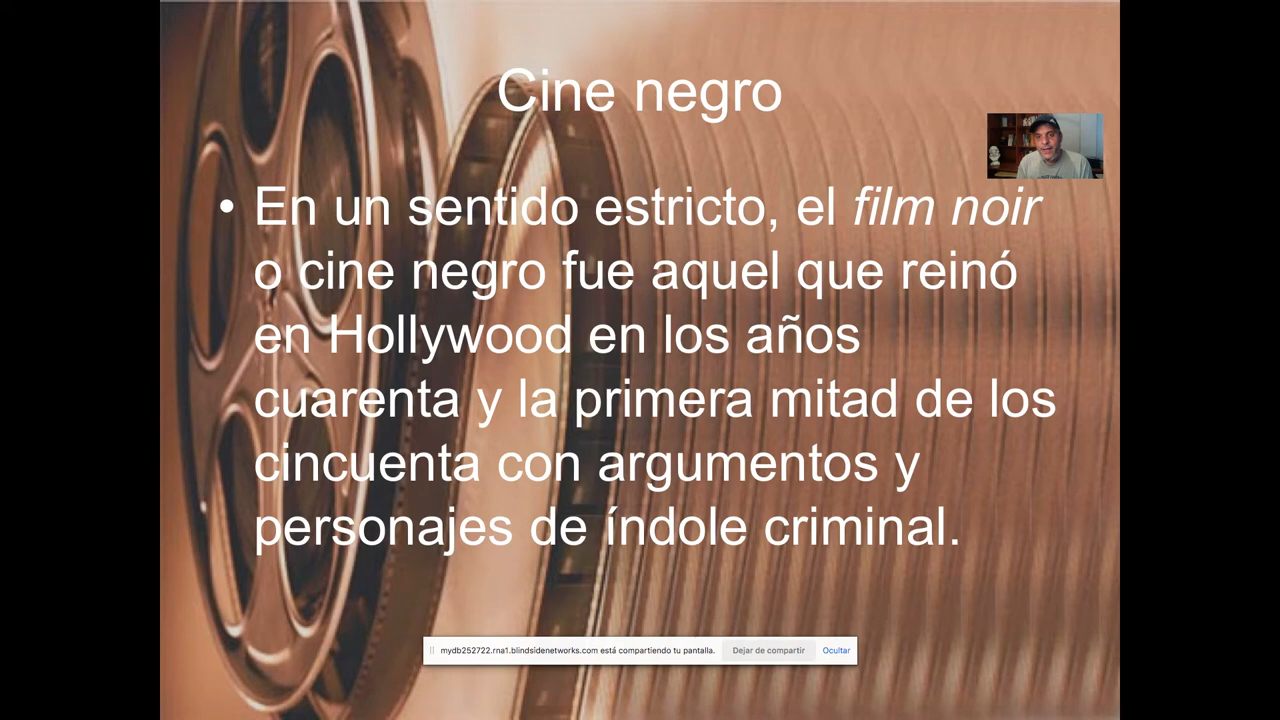 Cine negro
• En un sentido estricto, el film noir
o cine negro fue aquel que reinó
en Hollywood en los años
cuarenta y la primera mitad de los
cincuenta con argumentos y
personajes de índole criminal.
mydb252722.rna1.blindsidenetworks.com está compartiendo tu pantalla. Dejar de compartir Ocultar